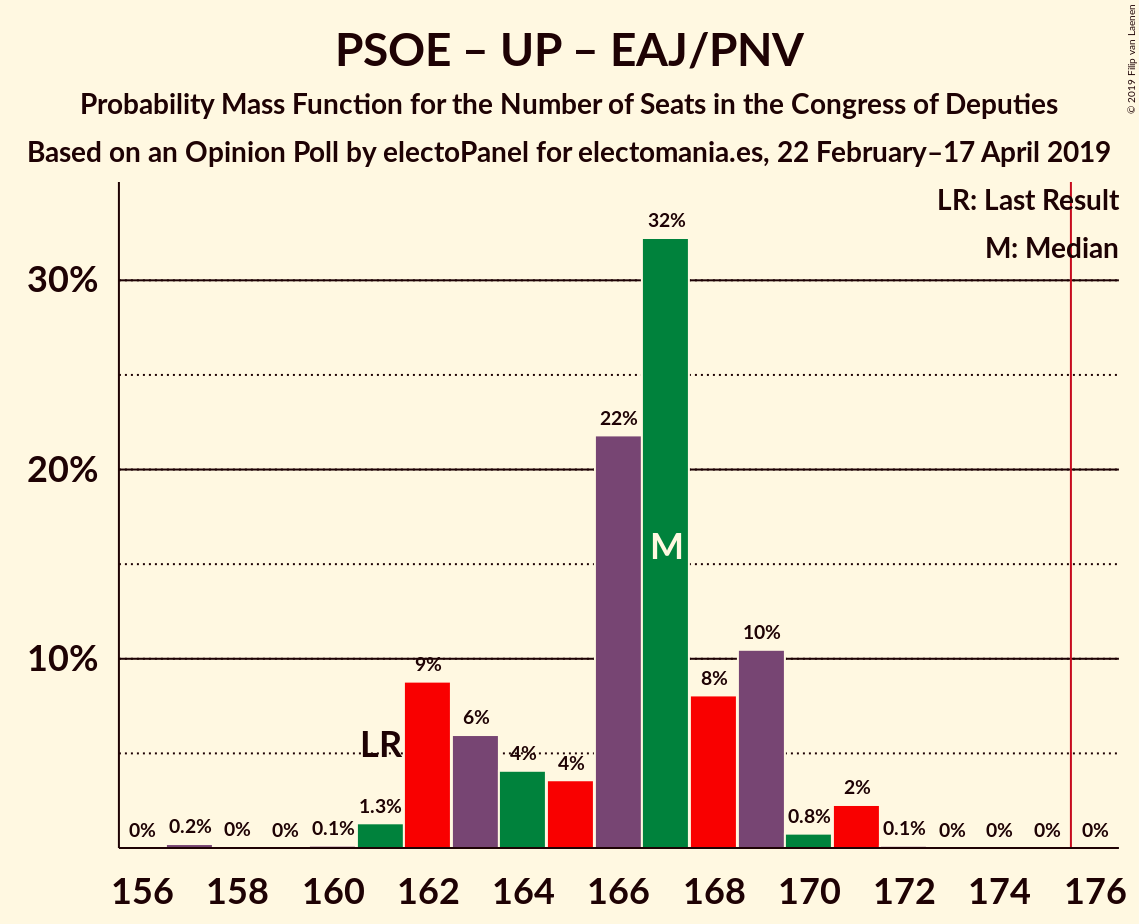 PSOE – UP – EAJ/PNV
Probability Mass Function for the Number of Seats in the Congress of Deputies
Based on an Opinion Poll by electoPanel for electomania.es, 22 February–17 April 2019
© 2019 Filip van Laenen
LR: Last Result
M: Median
30%
20%
10%
0%
0.2%
0%
0%
0.1%
1.3%
LR
9%
6%
4%
4%
22%
32%
M
8%
10%
0.8%
2%
0.1%
0%
0%
0%
0%
156 158 160 162 164 166 168 170 172 174 176